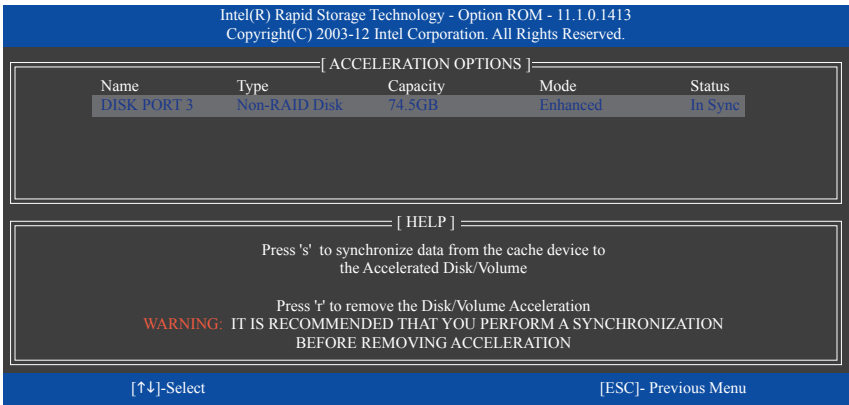 Intel(R) Rapid Storage Technology - Option ROM - 11.1.0.1413
Copyright(C) 2003-12 Intel Corporation. All Rights Reserved.
[ ACCELERATION OPTIONS ]
Name Type Capacity Mode Status
DISK PORT 3 Non-RAID Disk 74.5GB Enhanced In Sync
[ HELP ]
Press 's' to synchronize data from the cache device to
the Accelerated Disk/Volume
Press 'r' to remove the Disk/Volume Acceleration
WARNING: IT IS RECOMMENDED THAT YOU PERFORM A SYNCHRONIZATION
BEFORE REMOVING ACCELERATION
[↑↓]-Select [ESC]- Previous Menu